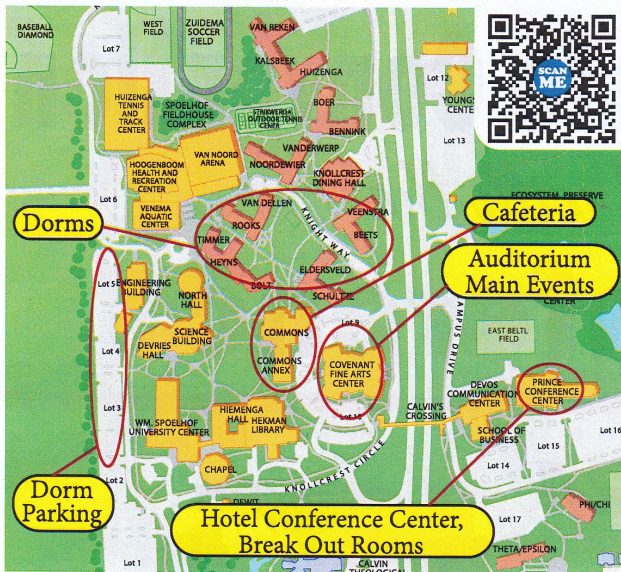 BASEBALL
DIAMOND
WEST
FIELD
ZUIDEMA
SOCCER
FIELD
VAN REKEN
KALSBEEK
HUIZENGA
Lot 7
Lot 12
SCAN
ME
HUIZENGA
TENNIS
AND
TRACK
CENTER
SPOELHOF
FIELDHOUSE
COMPLEX
STRIKWERDA
OUTDOOR TENNIS
CENTER
BOER
BENNINK
Lot 13
VANDERWERP
VAN NOORD
ARENA
HOOGENBOOM
HEALTH AND
RECREATION
CENTER
NOORDEWIER
KNOLLCREST
DINING HALL
Lot 6
VENEMA
AQUATIC
CENTER
VAN DELLEN
ROOKS
KNIGHT WAY
VEENSTRA
BEETS
ECOSYSTEM PRESERVE
Dorms
Cafeteria
TIMMER
HEYNS
BOLT
ELDERSVELD
SCHULTZE
Auditorium
Main Events
Lot 5
ENGINEERING
BUILDING
NORTH
HALL
CENTER
Lot 4
DEVRIES
HALL
SCIENCE
BUILDING
COMMONS
COMMONS
ANNEX
Lot 9
COVENANT
FINE ARTS
CENTER
EAST BELTL
FIELD
Lot 3
WM. SPOELHOF
UNIVERSITY CENTER
HIEMENGA
HALL
HEKMAN
LIBRARY
Lot 10
CALVIN'S
CROSSING
DEVOS
COMMUNICATION
CENTER
PRINCE
CONFERENCE
CENTER
SCHOOL OF
BUSINESS
Lot 16
Lot 15
Lot 14
CHAPEL
KNOLLCREST CIRCLE
Lot 2
Dorm
Parking
DEWIT
Hotel Conference Center,
Break Out Rooms
Lot 17
PHI/CHI
THETA/EPSILON
Lot 1
CALVIN
THEOLOGICAL